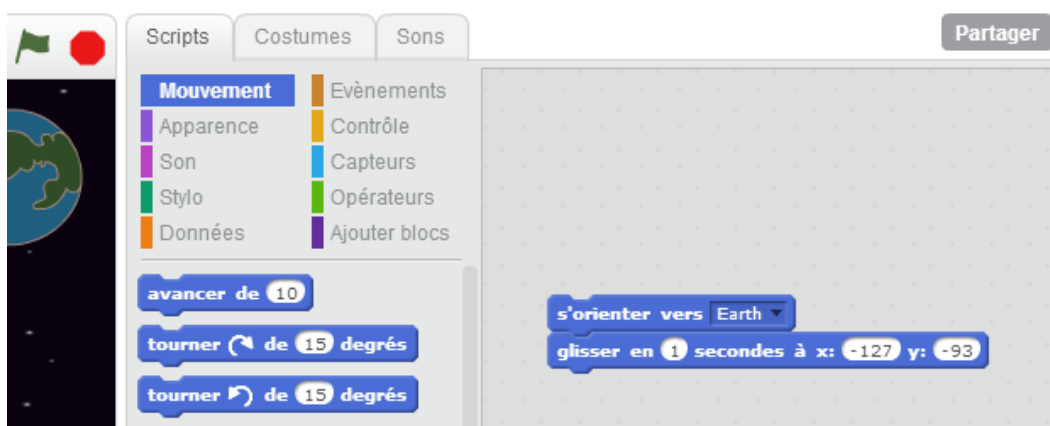 Scripts Costumes Sons Partager
Mouvement Evènements
Apparence Contrôle
Son Capteurs
Stylo Opérateurs
Données Ajouter blocs
avancer de 10
tourner de 15 degrés
tourner de 15 degrés
s'orienter vers Earth
glisser en 1 secondes à x: -127 y: -93